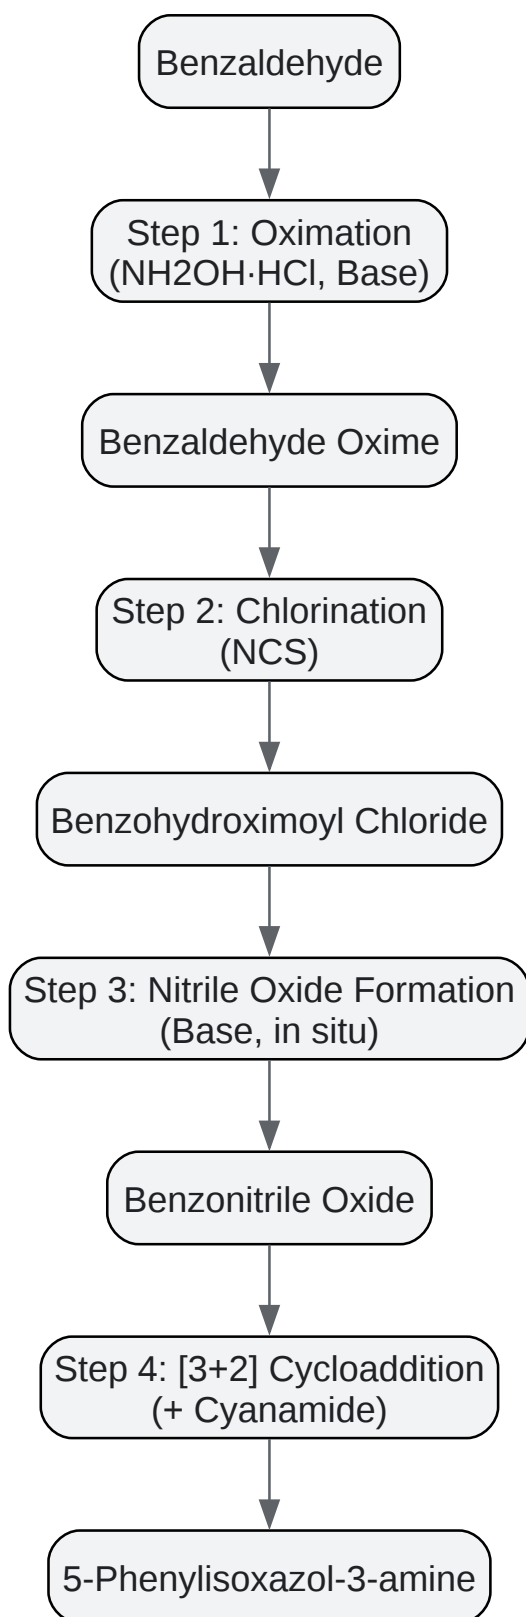 Benzaldehyde
Step 1: Oximation
(NH2OH·HCl, Base)
Benzaldehyde Oxime
Step 2: Chlorination
(NCS)
Benzohydroximoyl Chloride
Step 3: Nitrile Oxide Formation
(Base, in situ)
Benzonitrile Oxide
Step 4: [3+2] Cycloaddition
(+ Cyanamide)
5-Phenylisoxazol-3-amine